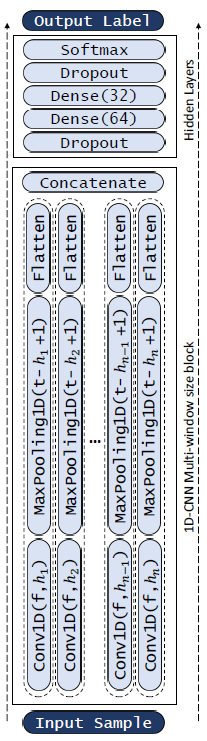 Output Label
Softmax
Dropout
Dense(32)
Dense(64)
Dropout
Hidden Layers
Concatenate
Flatten
Flatten
Flatten
Flatten
MaxPooling1D(t-h₁+1)
MaxPooling1D(t-h₂+1)
...
MaxPooling1D(t-hₙ₋₁+1)
MaxPooling1D(t-hₙ+1)
Conv1D(f,h₁)
Conv1D(f,h₂)
Conv1D(f,hₙ₋₁)
Conv1D(f,hₙ)
1D-CNN Multi-window size block
Input Sample